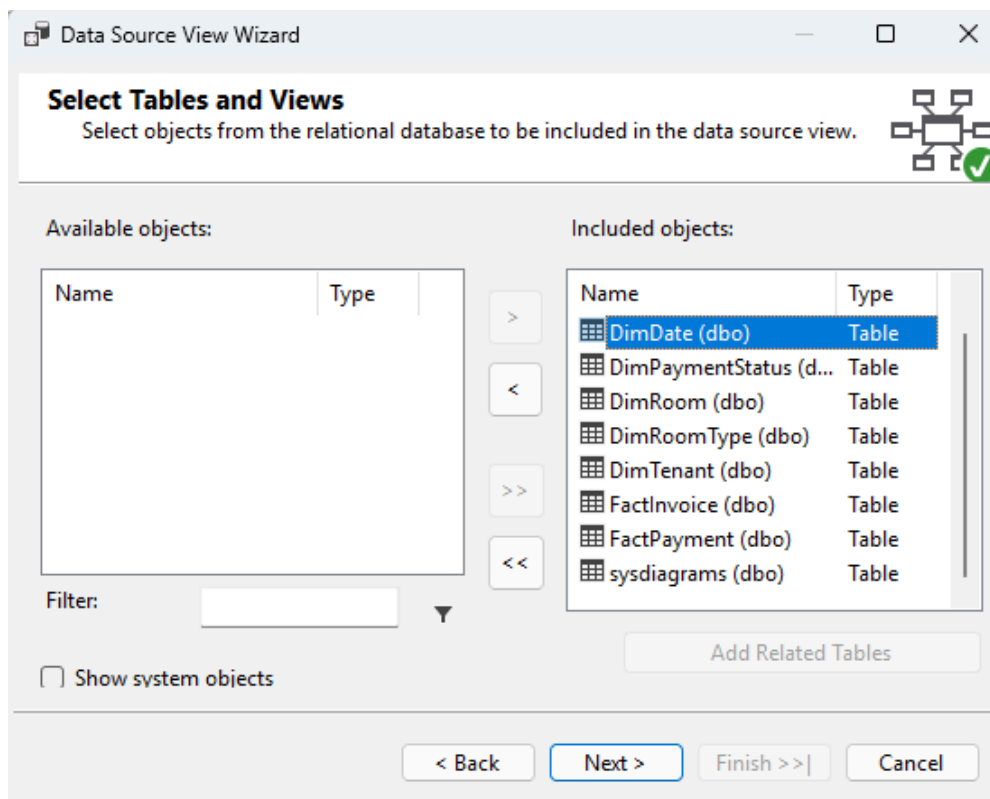 Data Source View Wizard
Select Tables and Views
Select objects from the relational database to be included in the data source view.
Available objects:
Included objects:
Name Type
Name Type
>
<
>>
<<
DimDate (dbo) Table
DimPaymentStatus (d... Table
DimRoom (dbo) Table
DimRoomType (dbo) Table
DimTenant (dbo) Table
FactInvoice (dbo) Table
FactPayment (dbo) Table
sysdiagrams (dbo) Table
Filter:
Add Related Tables
Show system objects
< Back Next > Finish >>| Cancel